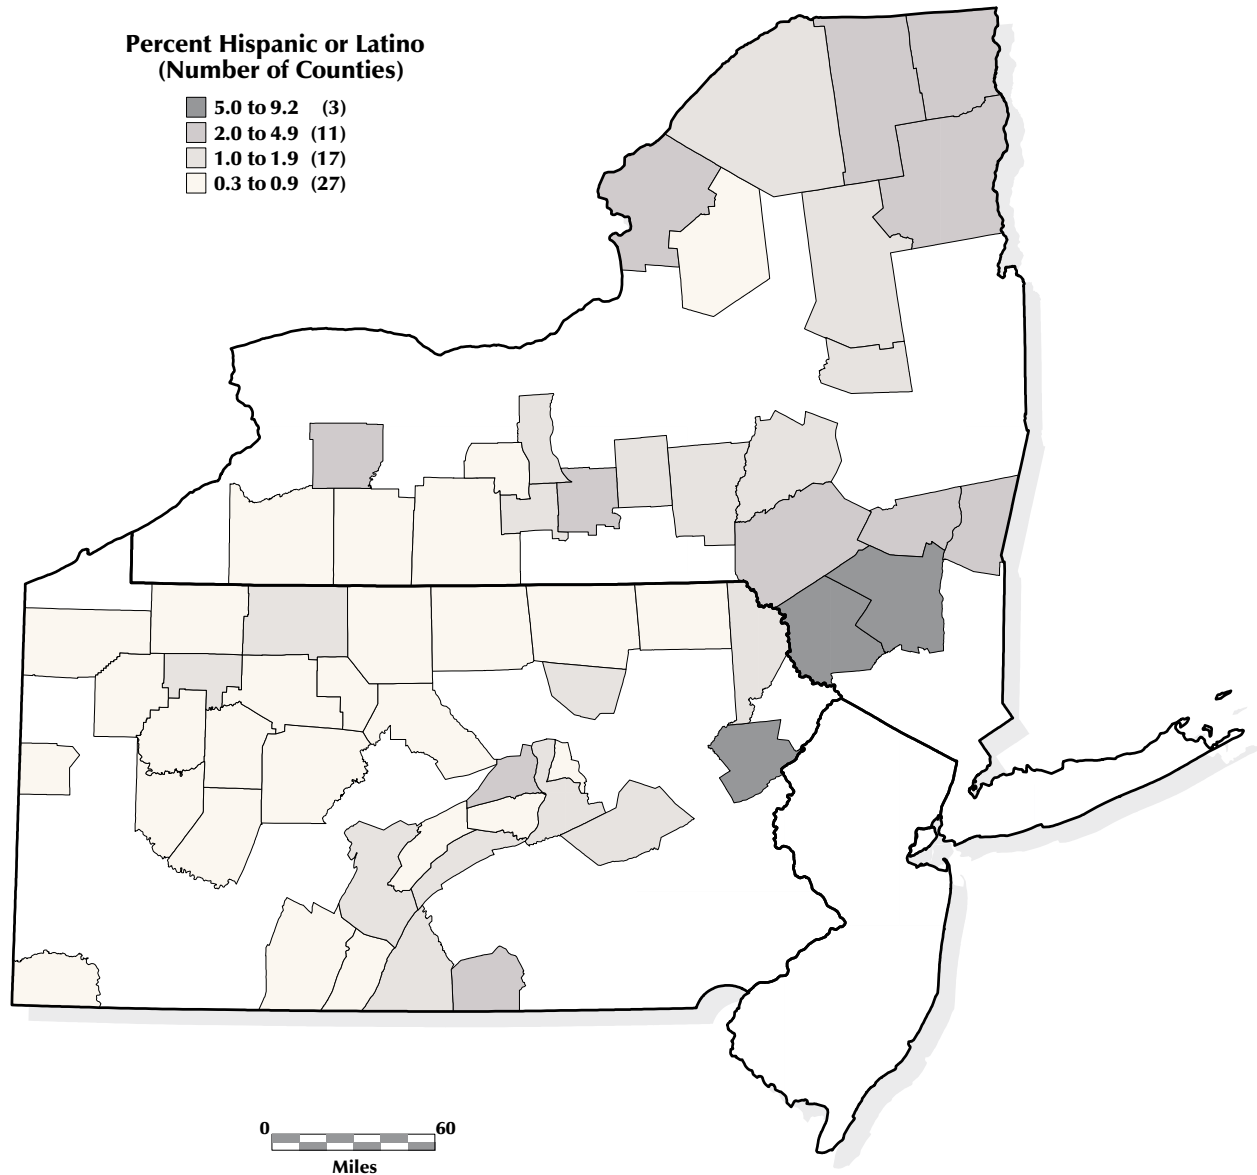 Percent Hispanic or Latino
(Number of Counties)
5.0 to 9.2 (3)
2.0 to 4.9 (11)
1.0 to 1.9 (17)
0.3 to 0.9 (27)
0 60
Miles